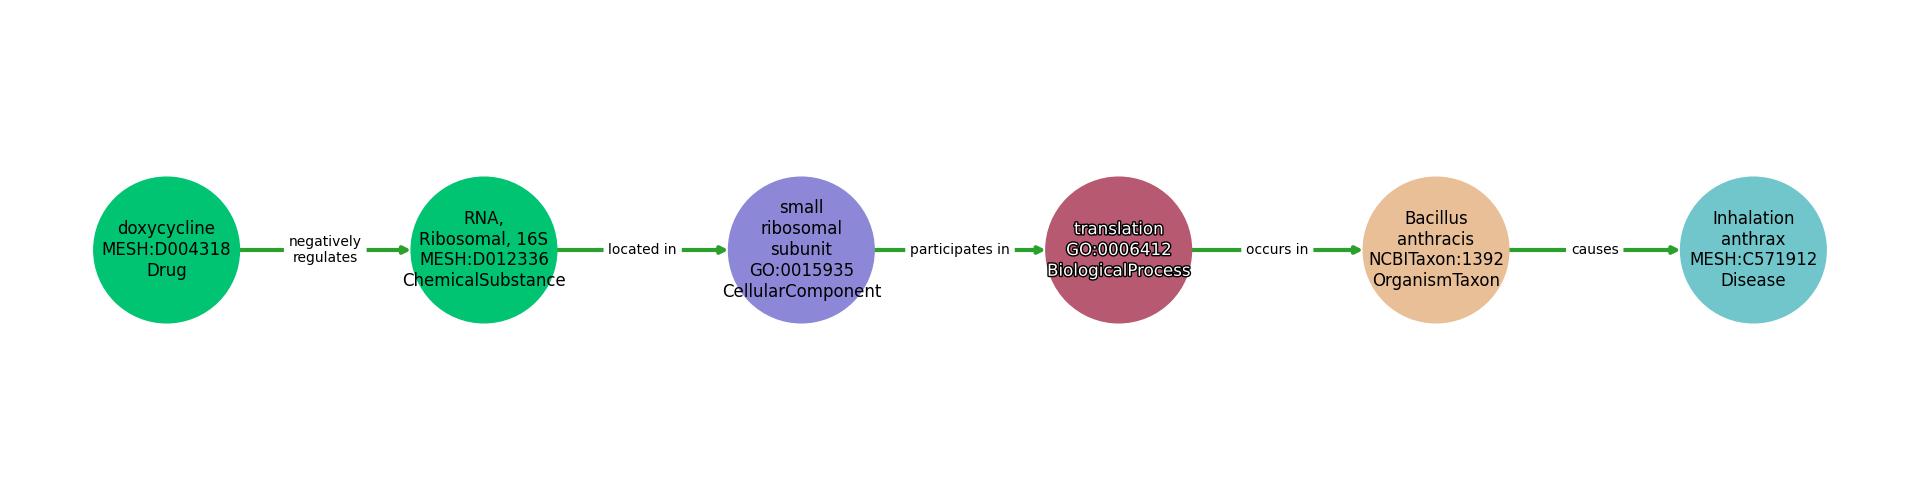 doxycycline
MESH:D004318
Drug
negatively
regulates
RNA,
Ribosomal, 16S
MESH:D012336
ChemicalSubstance
located in
small
ribosomal
subunit
GO:0015935
CellularComponent
participates in
translation
GO:0006412
BiologicalProcess
occurs in
Bacillus
anthracis
NCBITaxon:1392
OrganismTaxon
causes
Inhalation
anthrax
MESH:C571912
Disease